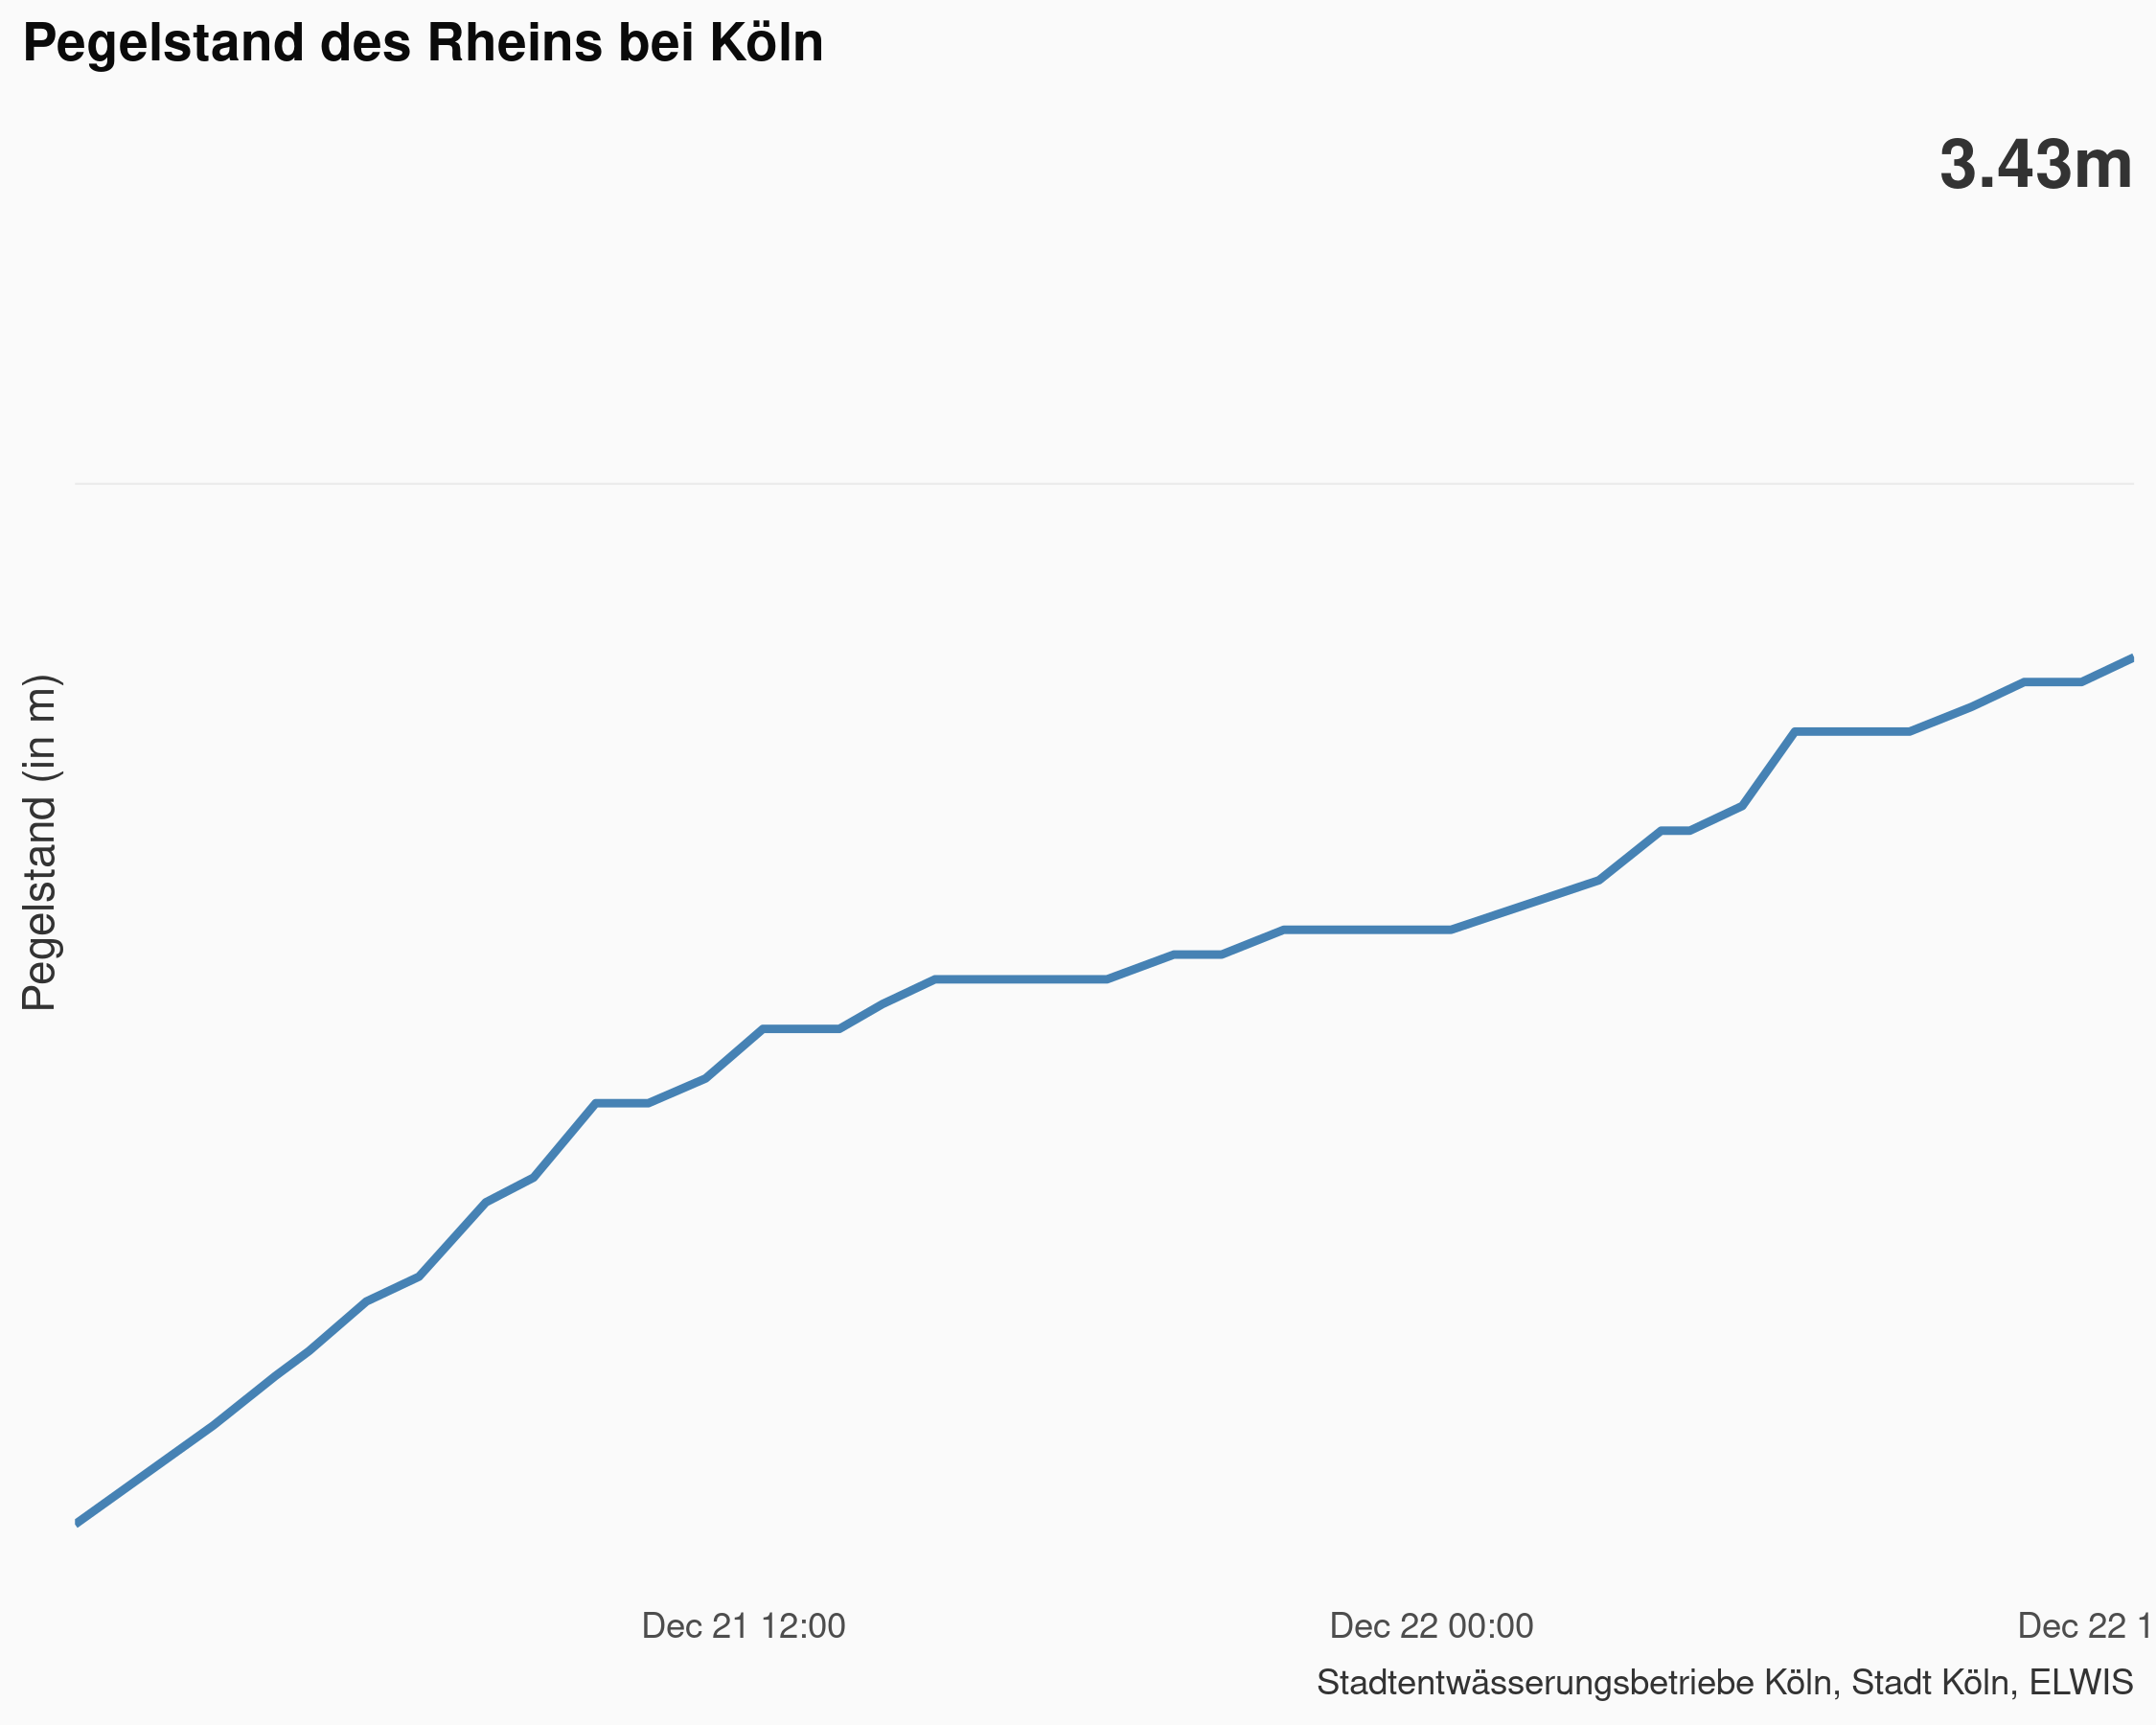 Pegelstand des Rheins bei Köln
3.43m
Pegelstand (in m)
Dec 21 12:00
Dec 22 00:00
Dec 22 1
Stadtentwässerungsbetriebe Köln, Stadt Köln, ELWIS